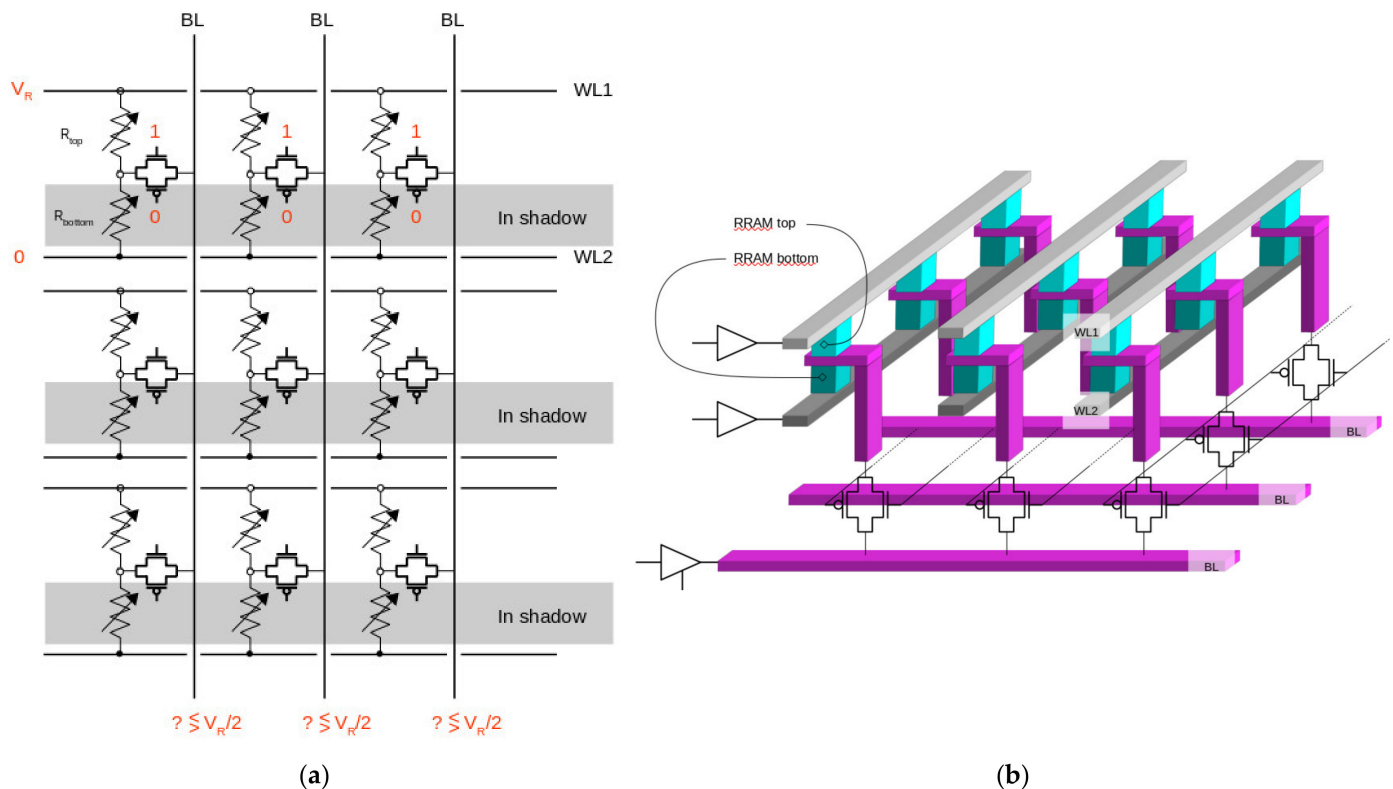 BL BL BL
V_R WL1
R_top 1 1 1
R_bottom 0 0 0 In shadow
0 WL2
In shadow
In shadow
? ≶ V_R/2 ? ≶ V_R/2 ? ≶ V_R/2
(a)
RRAM top
RRAM bottom
WL1
WL2
BL
BL
BL
(b)